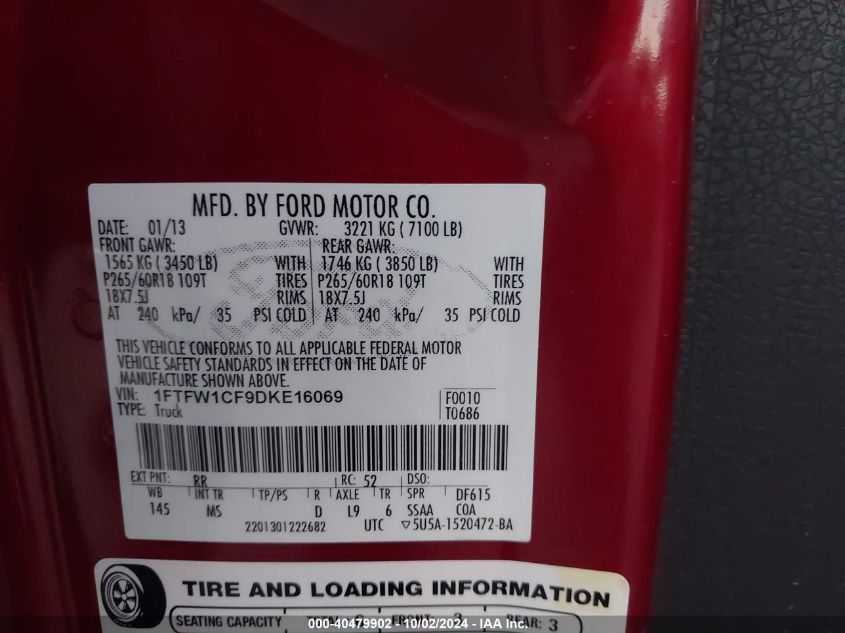 MFD. BY FORD MOTOR CO.
DATE: 01/13 GVWR: 3221 KG ( 7100 LB)
FRONT GAWR: REAR GAWR:
1565 KG ( 3450 LB) WITH 1746 KG ( 3850 LB) WITH
P265/60R18 109T TIRES P265/60R18 109T TIRES
18X7.5J RIMS 18X7.5J RIMS
AT 240 kPa/ 35 PSI COLD AT 240 kPa/ 35 PSI COLD
THIS VEHICLE CONFORMS TO ALL APPLICABLE FEDERAL MOTOR
VEHICLE SAFETY STANDARDS IN EFFECT ON THE DATE OF
MANUFACTURE SHOWN ABOVE.
VIN: 1FTFW1CF9DKE16069 F0010
TYPE: Truck T0686
EXT PNT: RR RC: 52 DSO:
WB INT TR TP/PS R AXLE TR SPR DF615
145 MS D L9 6 SSAA COA
2201301222682 UTC ▽5U5A-1520472-BA
TIRE AND LOADING INFORMATION
SEATING CAPACITY FRONT REAR: 3
000-40479902 - 10/02/2024 - IAA Inc.